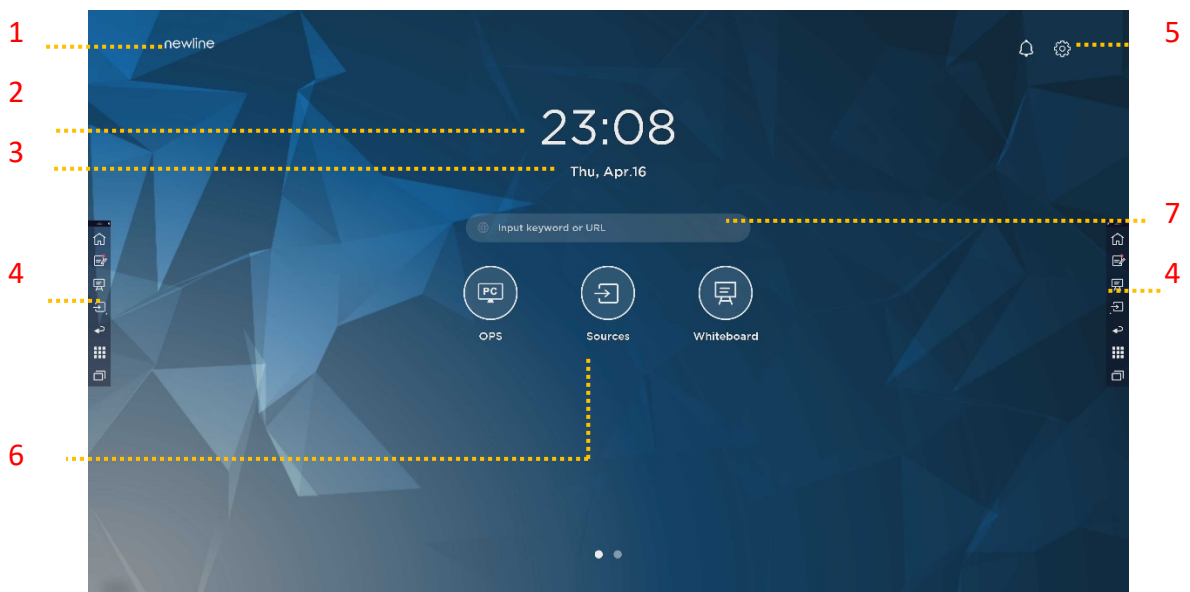 1
newline
5
2
23:08
3
Thu, Apr.16
Input keyword or URL
7
4
4
PC
OPS
Sources
Whiteboard
6